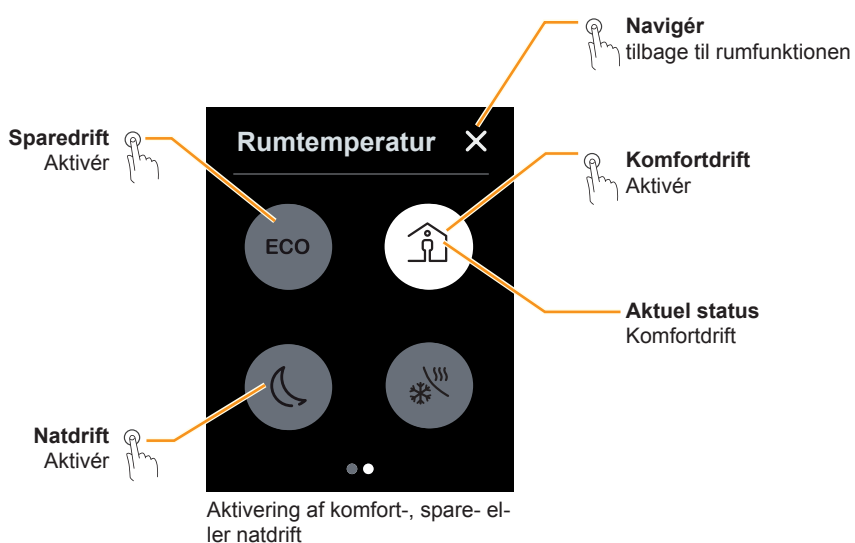 Navigér
tilbage til rumfunktionen
Sparedrift
Aktivér
Rumtemperatur
Komfortdrift
Aktivér
ECO
Aktuel status
Komfortdrift
Natdrift
Aktivér
Aktivering af komfort-, spare- el-
ler natdrift